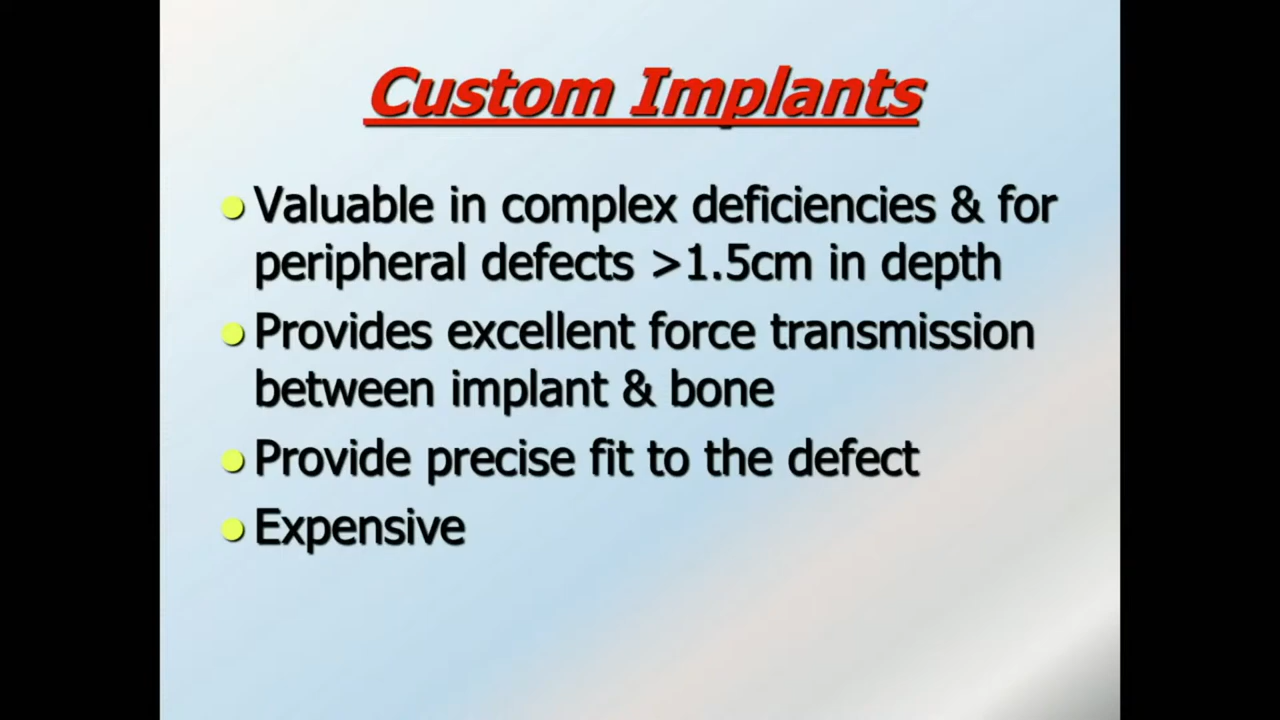 Custom Implants
Valuable in complex deficiencies & for
peripheral defects >1.5cm in depth
Provides excellent force transmission
between implant & bone
Provide precise fit to the defect
Expensive